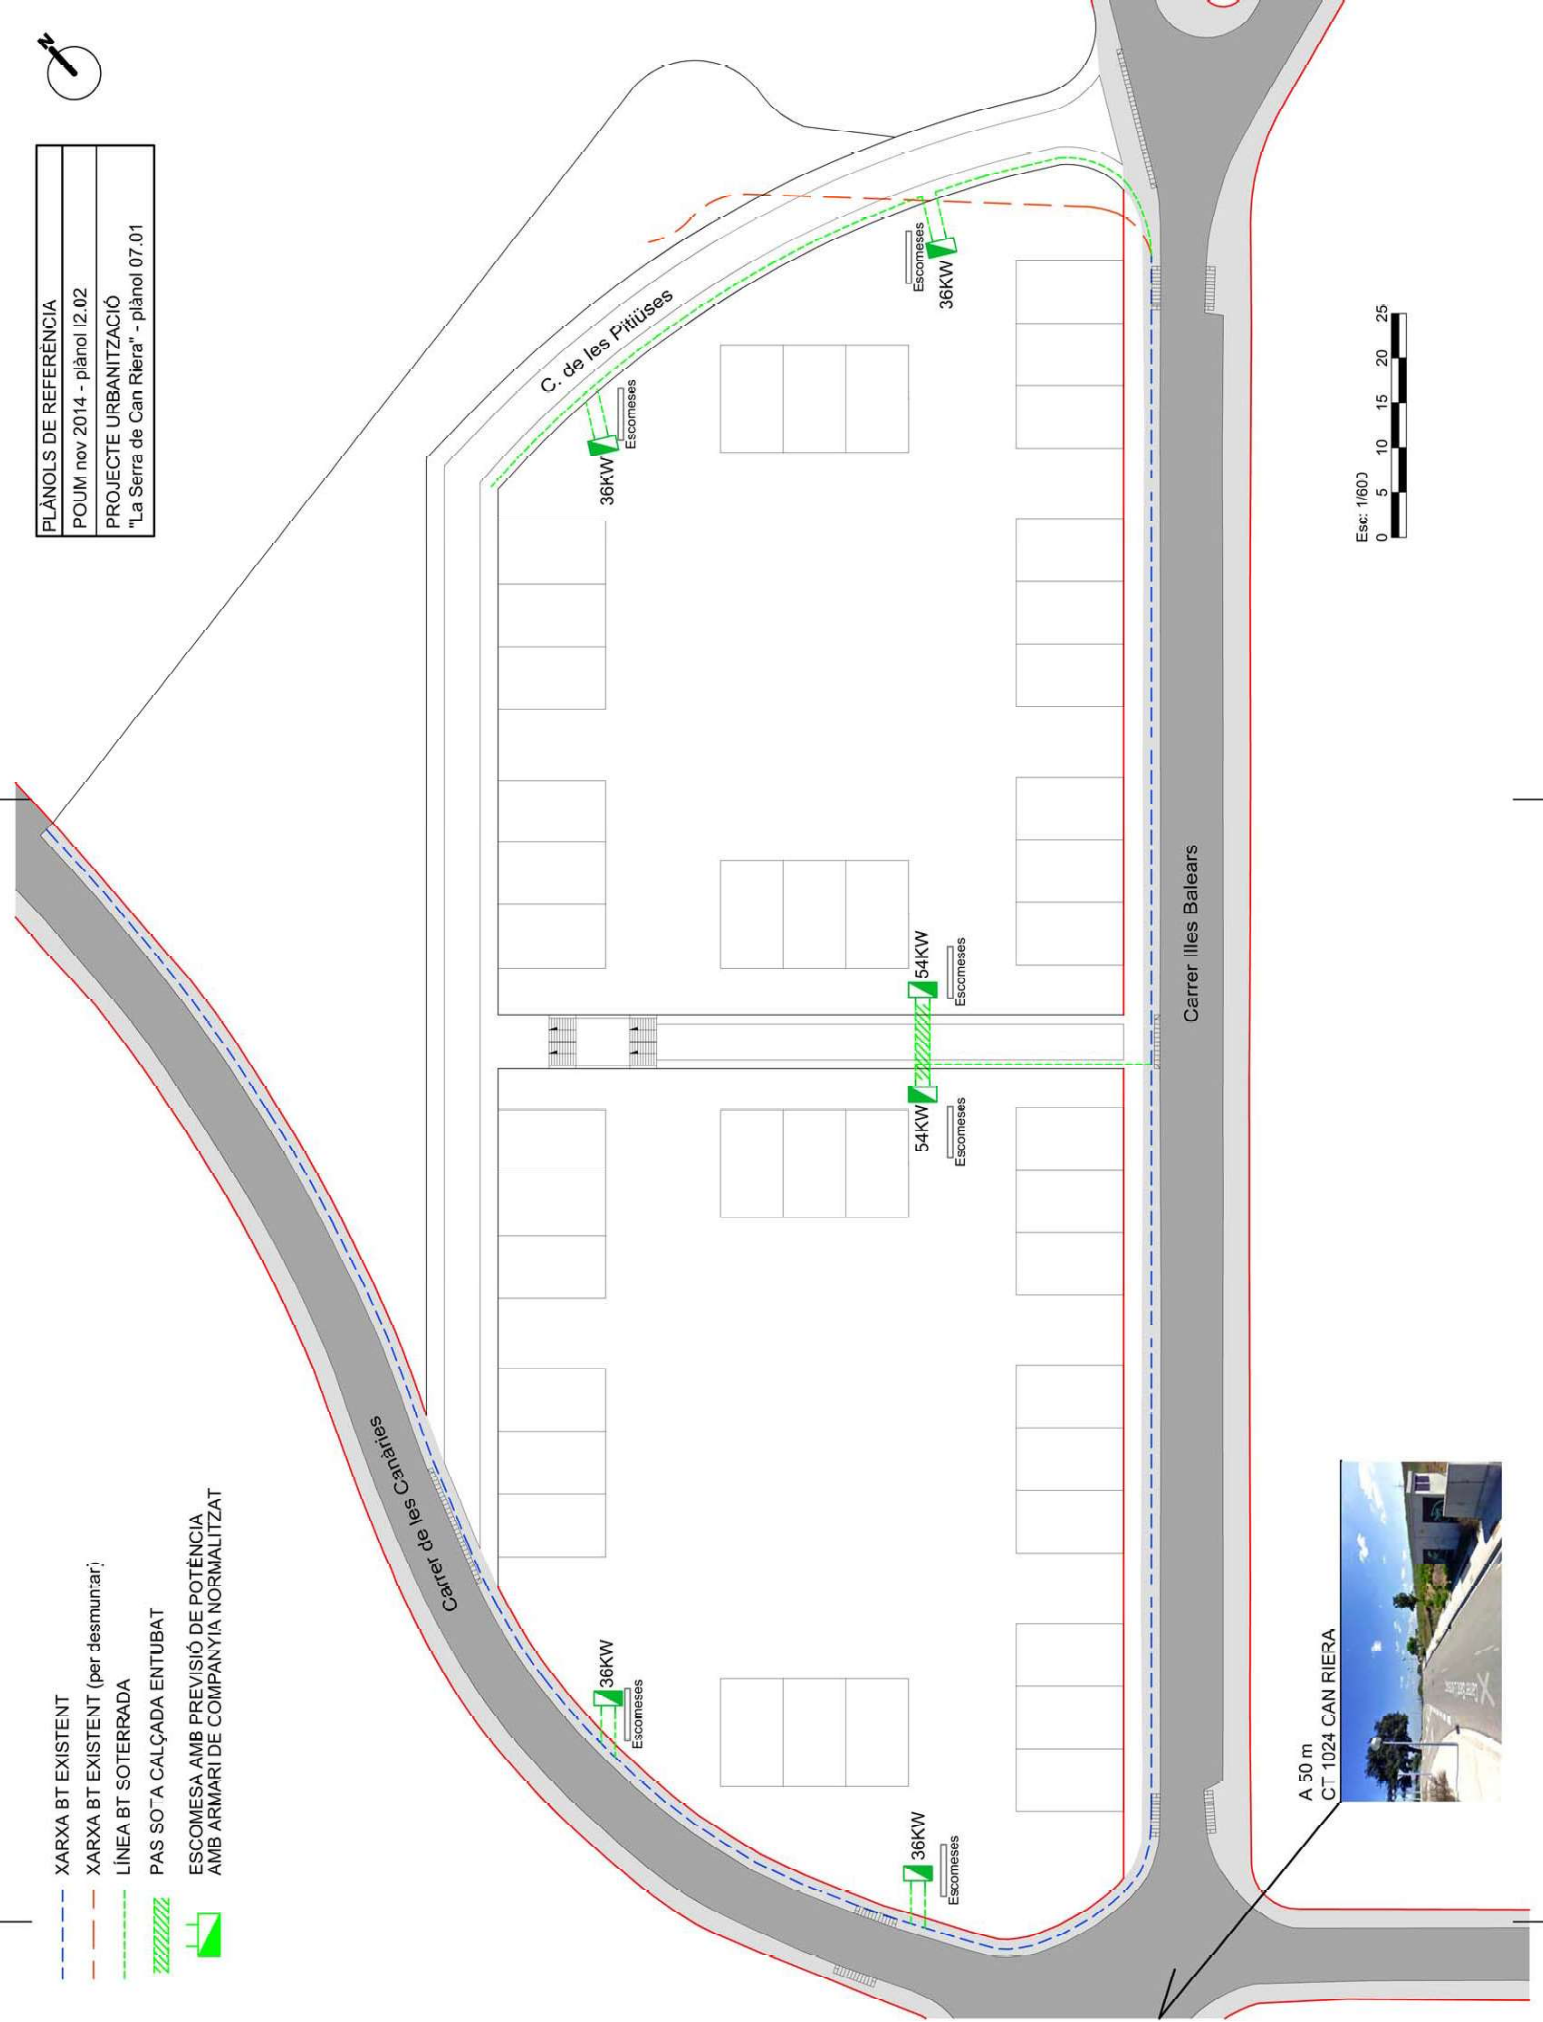 N
PLÀNOLS DE REFERÈNCIA
POUM nov 2014 - plànol I2.02
PROJECTE URBANITZACIÓ
"La Serra de Can Riera" - plànol 07.01
XARXA BT EXISTENT
XARXA BT EXISTENT (per desmuntar)
LÍNEA BT SOTERRADA
PAS SOTA CALÇADA ENTUBAT
ESCOMESA AMB PREVISIÓ DE POTÈNCIA
AMB ARMARI DE COMPANYIA NORMALITZAT
Carrer de les Canàries
C. de les Pitiüses
Carrer Illes Balears
36KW
Escomeses
36KW
Escomeses
54KW
Escomeses
54KW
Escomeses
36KW
Escomeses
36KW
Escomeses
Esc: 1/600
0 5 10 15 20 25
A 50 m
CT 1024 CAN RIERA